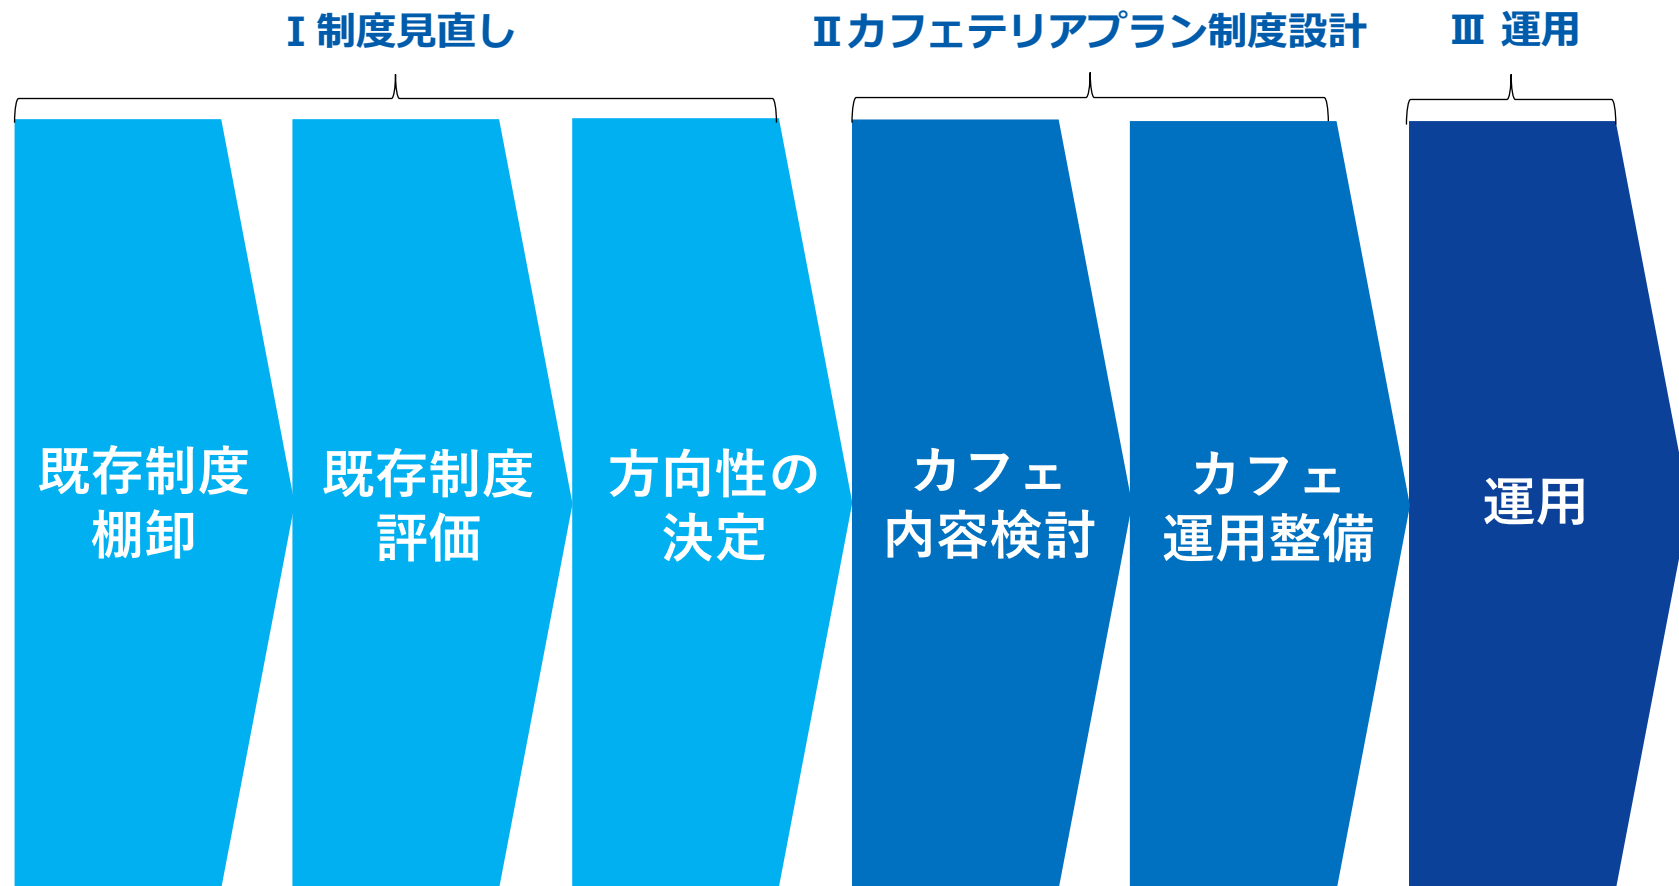 Ⅰ 制度見直し
Ⅱカフェテリアプラン制度設計
Ⅲ 運用
既存制度
棚卸
既存制度
評価
方向性の
決定
カフェ
内容検討
カフェ
運用整備
運用